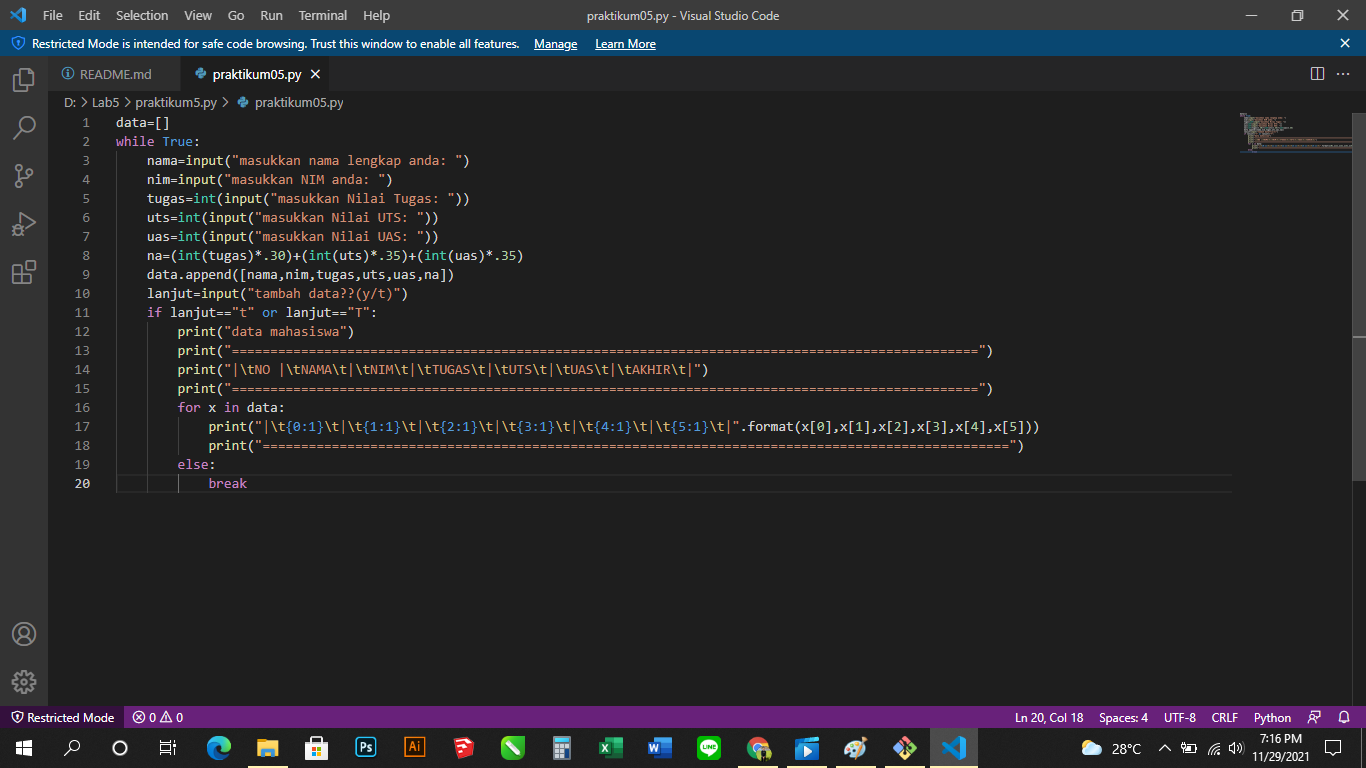 File Edit Selection View Go Run Terminal Help praktikum05.py - Visual Studio Code
Restricted Mode is intended for safe code browsing. Trust this window to enable all features. Manage Learn More
README.md praktikum05.py
D: > Lab5 > praktikum5.py > praktikum05.py
1 data=[]
2 while True:
3 nama=input("masukkan nama lengkap anda: ")
4 nim=input("masukkan NIM anda: ")
5 tugas=int(input("masukkan Nilai Tugas: "))
6 uts=int(input("masukkan Nilai UTS: "))
7 uas=int(input("masukkan Nilai UAS: "))
8 na=(int(tugas)*.30)+(int(uts)*.35)+(int(uas)*.35)
9 data.append([nama,nim,tugas,uts,uas,na])
10 lanjut=input("tambah data??(y/t)")
11 if lanjut=="t" or lanjut=="T":
12 print("data mahasiswa")
13 print("=================================================================================================")
14 print("|\tNO |\tNAMA\t|\tNIM\t|\tTUGAS\t|\tUTS\t|\tUAS\t|\tAKHIR\t|")
15 print("=================================================================================================")
16 for x in data:
17 print("|\t{0:1}\t|\t{1:1}\t|\t{2:1}\t|\t{3:1}\t|\t{4:1}\t|\t{5:1}\t|".format(x[0],x[1],x[2],x[3],x[4],x[5]))
18 print("=================================================================================================")
19 else:
20 break
Restricted Mode 0 0 Ln 20, Col 18 Spaces: 4 UTF-8 CRLF Python
Ps Ai LINE 28°C 7:16 PM
11/29/2021